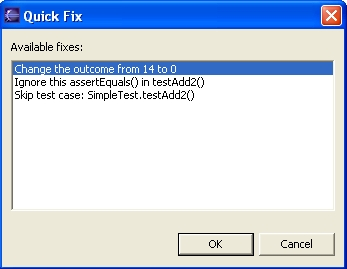 Quick Fix
Available fixes:
Change the outcome from 14 to 0
Ignore this assertEquals() in testAdd2()
Skip test case: SimpleTest.testAdd2()
OK
Cancel